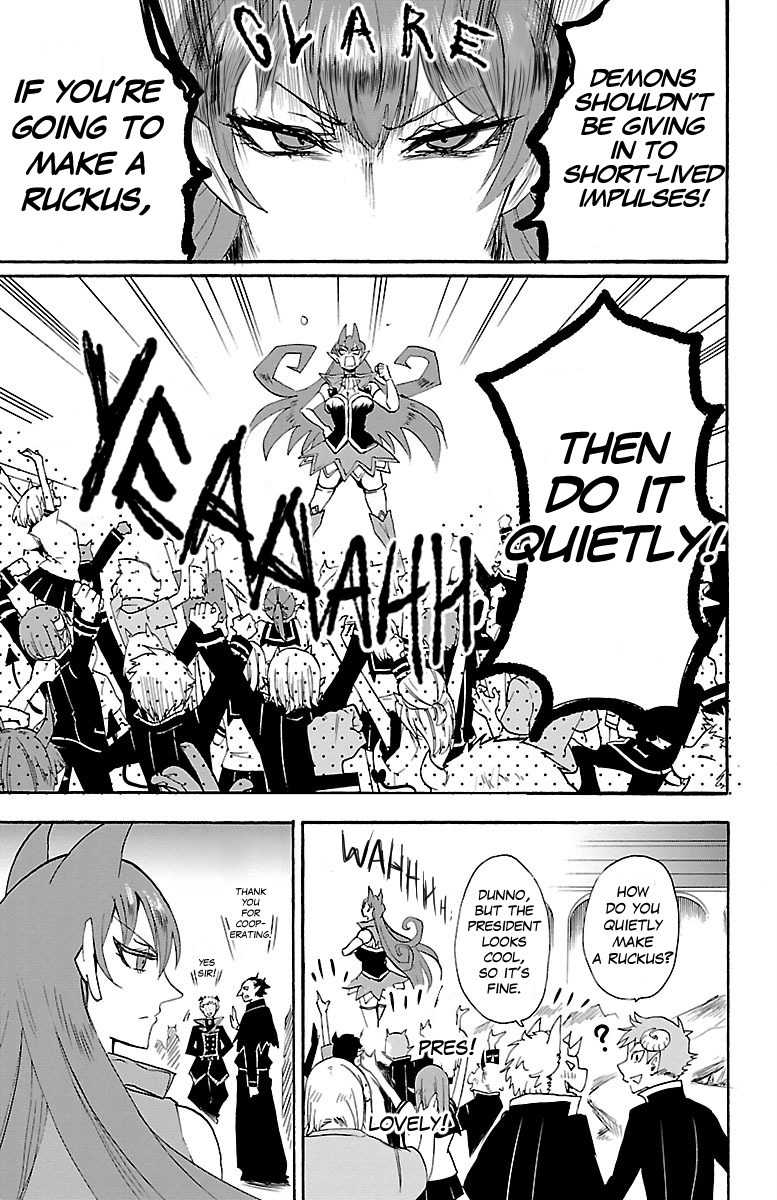 GLARE
DEMONS
SHOULDN'T
BE GIVING
IN TO
SHORT-LIVED
IMPULSES!
IF YOU'RE
GOING TO
MAKE A
RUCKUS,
THEN
DO IT
QUIETLY!
YEAAAAHH!
HOW
DO YOU
QUIETLY
MAKE
A RUCKUS?
DUNNO,
BUT THE
PRESIDENT
LOOKS
COOL,
SO IT'S
FINE.
WAHHHH
?
PRES!
LOVELY!
THANK
YOU
FOR
COOP-
ERATING!
YES
SIR!